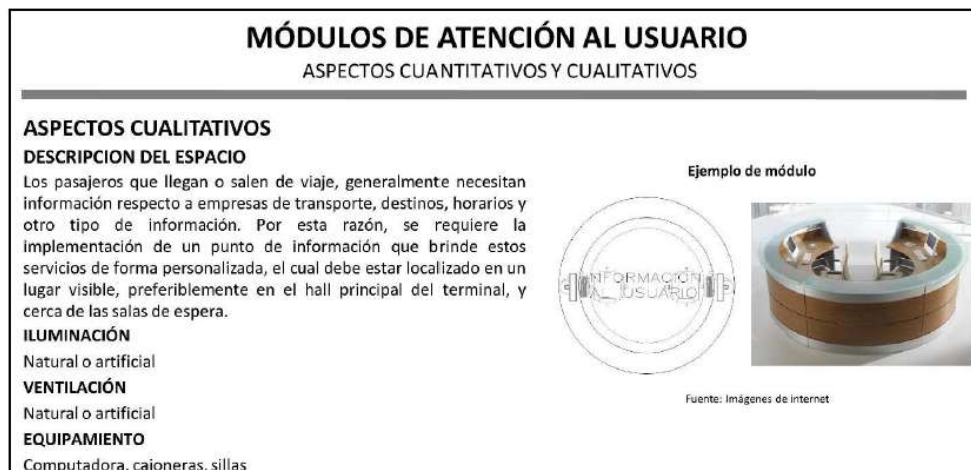 MÓDULOS DE ATENCIÓN AL USUARIO
ASPECTOS CUANTITATIVOS Y CUALITATIVOS
ASPECTOS CUALITATIVOS
DESCRIPCION DEL ESPACIO
Los pasajeros que llegan o salen de viaje, generalmente necesitan
información respecto a empresas de transporte, destinos, horarios y
otro tipo de información. Por esta razón, se requiere la
implementación de un punto de información que brinde estos
servicios de forma personalizada, el cual debe estar localizado en un
lugar visible, preferiblemente en el hall principal del terminal, y
cerca de las salas de espera.
ILUMINACIÓN
Natural o artificial
VENTILACIÓN
Natural o artificial
EQUIPAMIENTO
Computadora, cajoneras, sillas
Ejemplo de módulo
INFORMACIÓN
AL USUARIO
Fuente: Imágenes de internet